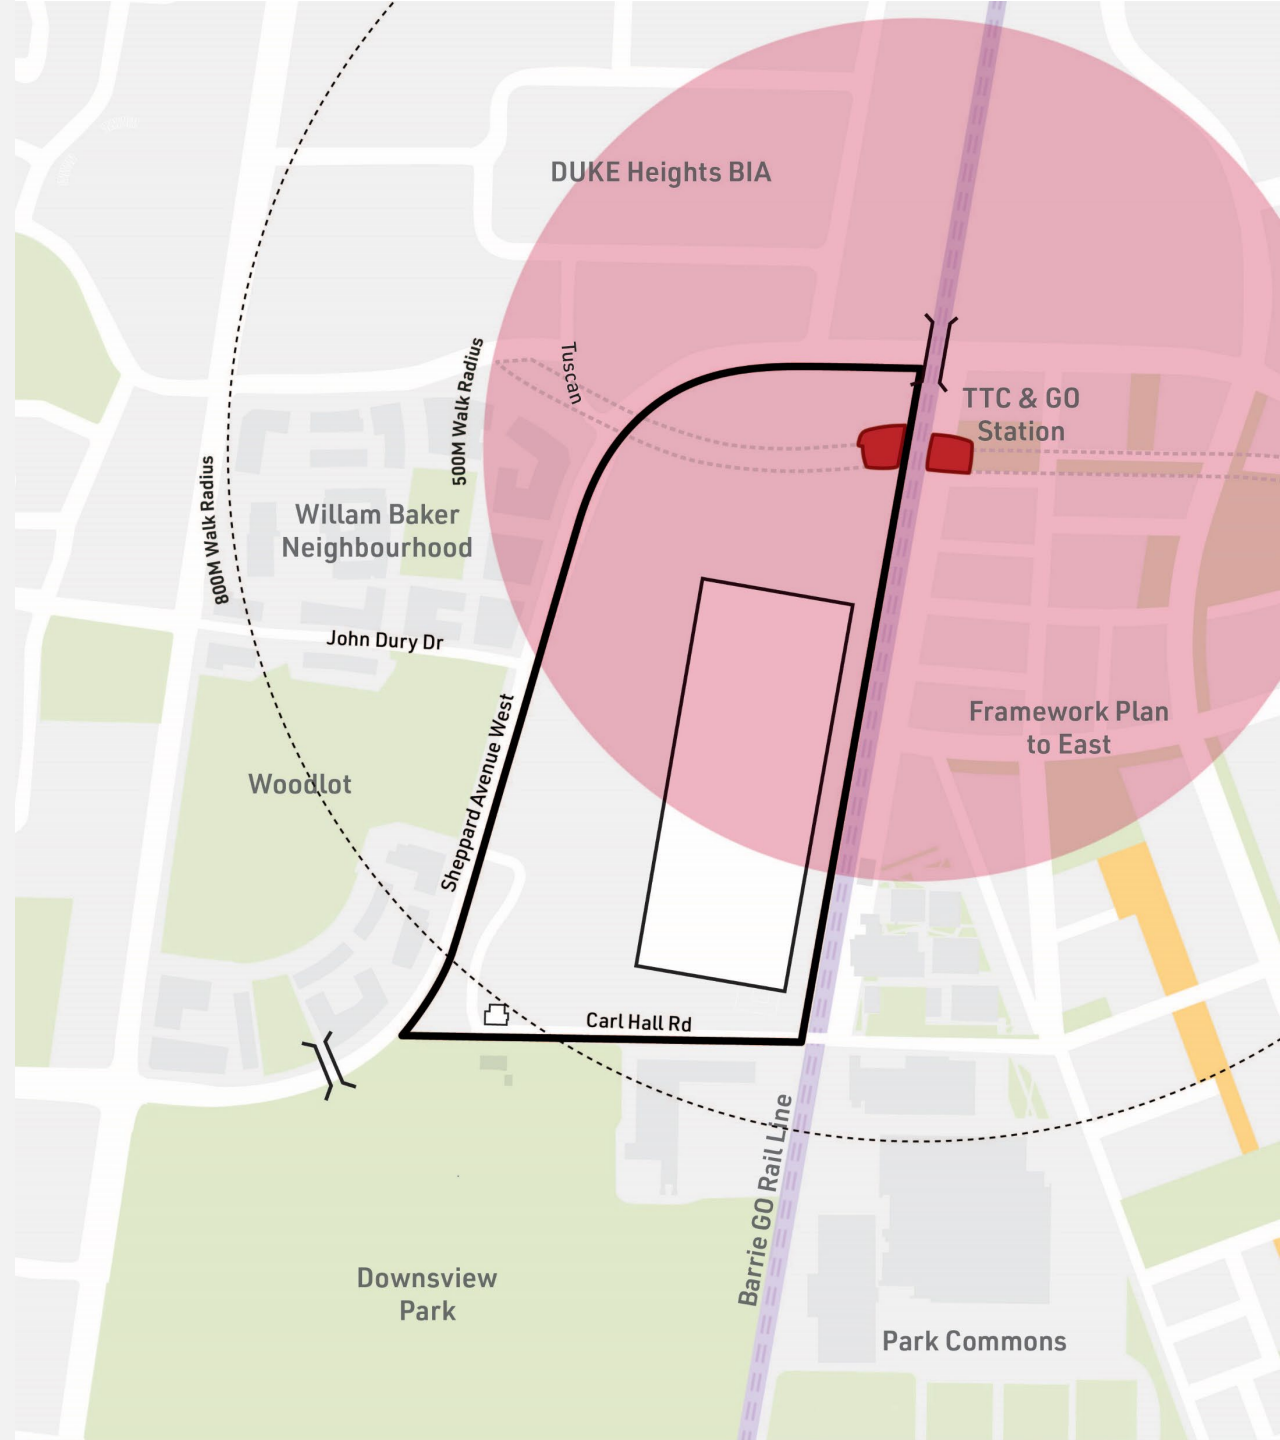 DUKE Heights BIA
Tuscan
500M Walk Radius
TTC & GO
Station
800M Walk Radius
Willam Baker
Neighbourhood
John Dury Dr
Sheppard Avenue West
Framework Plan
to East
Woodlot
Carl Hall Rd
Barrie GO Rail Line
Downsview
Park
Park Commons